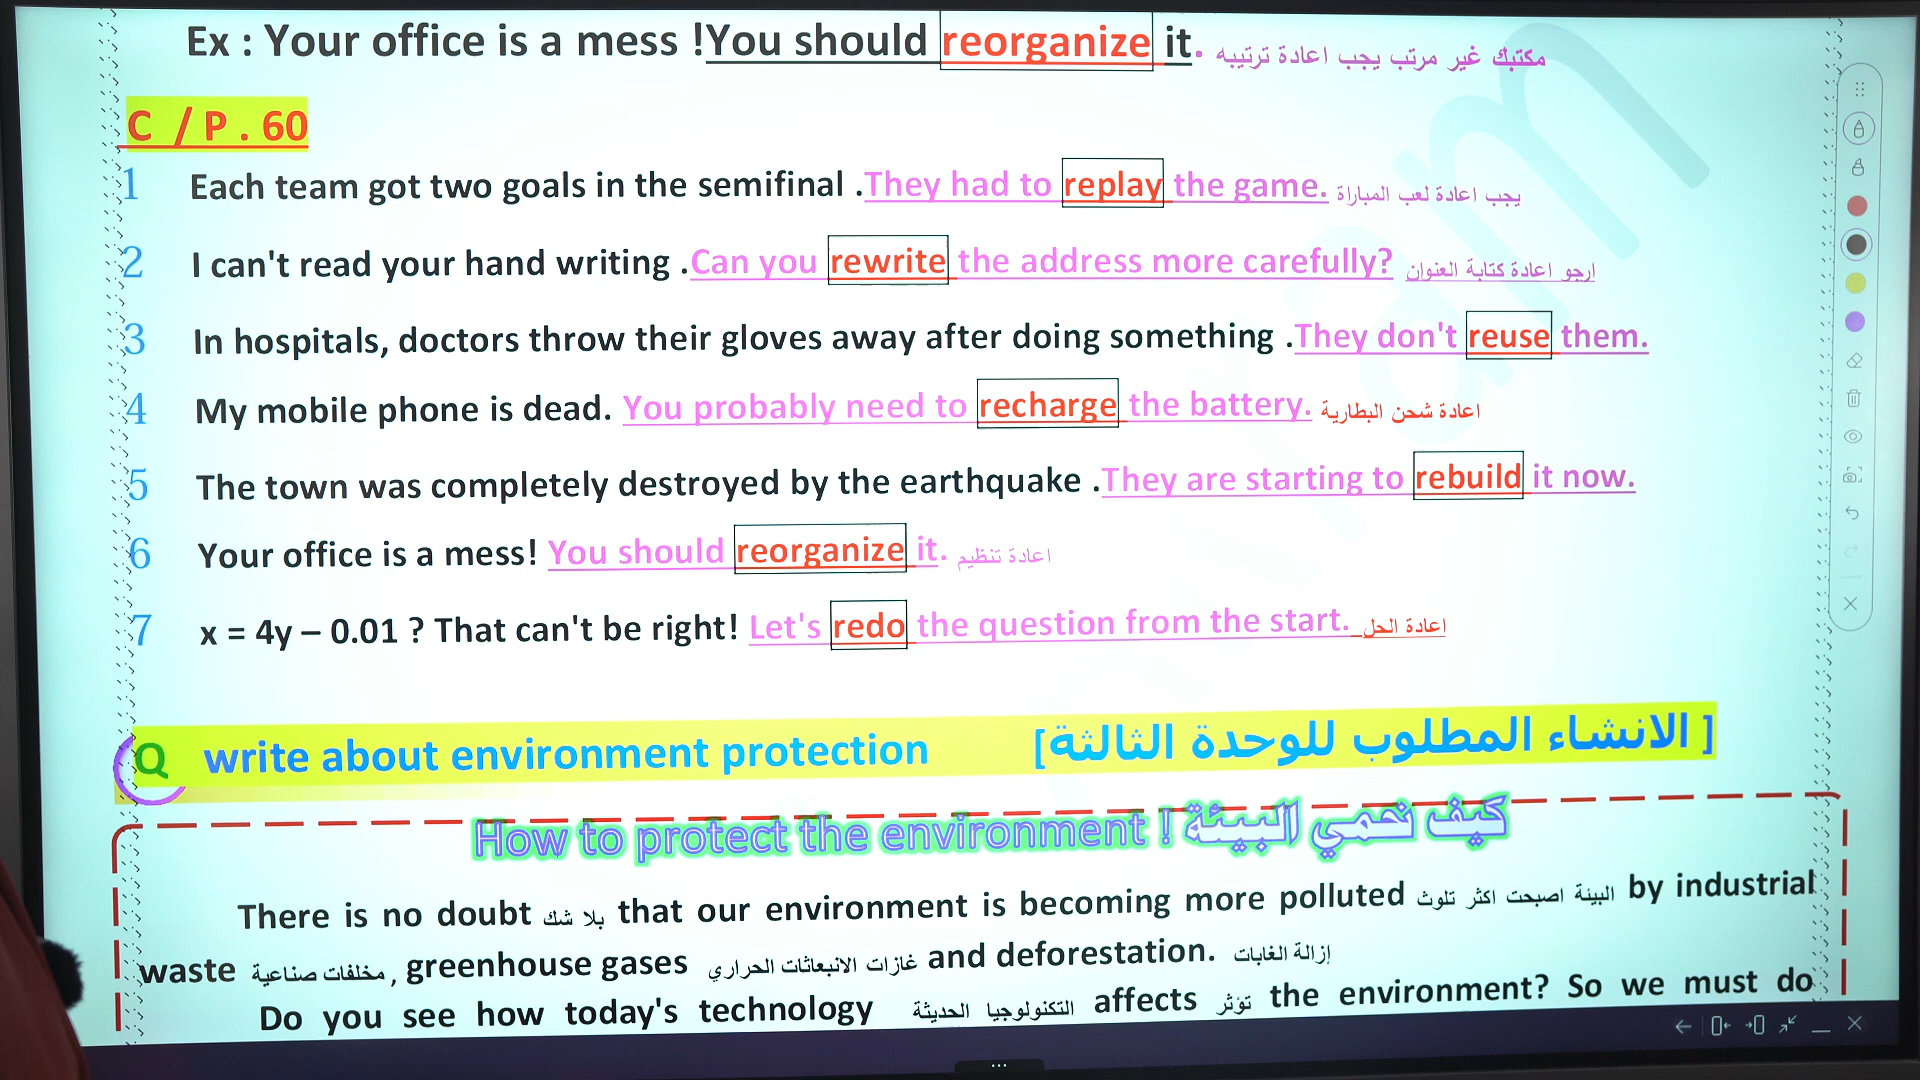 Ex : Your office is a mess !You should reorganize it. مكتبك غير مرتب يجب اعادة ترتيبه
C / P . 60
1 Each team got two goals in the semifinal .They had to replay the game. يجب اعادة لعب المباراة
2 I can't read your hand writing .Can you rewrite the address more carefully? ارجو اعادة كتابة العنوان
3 In hospitals, doctors throw their gloves away after doing something .They don't reuse them.
4 My mobile phone is dead. You probably need to recharge the battery. اعادة شحن البطارية
5 The town was completely destroyed by the earthquake .They are starting to rebuild it now.
6 Your office is a mess! You should reorganize it. اعادة تنظيم
7 x = 4y – 0.01 ? That can't be right! Let's redo the question from the start. اعادة الحل
Q write about environment protection [ الانشاء المطلوب للوحدة الثالثة]
How to protect the environment ! كيف نحمي البيئة
There is no doubt بلا شك that our environment is becoming more polluted البيئة اصبحت اكثر تلوث by industrial
waste مخلفات صناعية , greenhouse gases غازات الانبعاثات الحراري and deforestation. إزالة الغابات
Do you see how today's technology التكنولوجيا الحديثة affects تؤثر the environment? So we must do